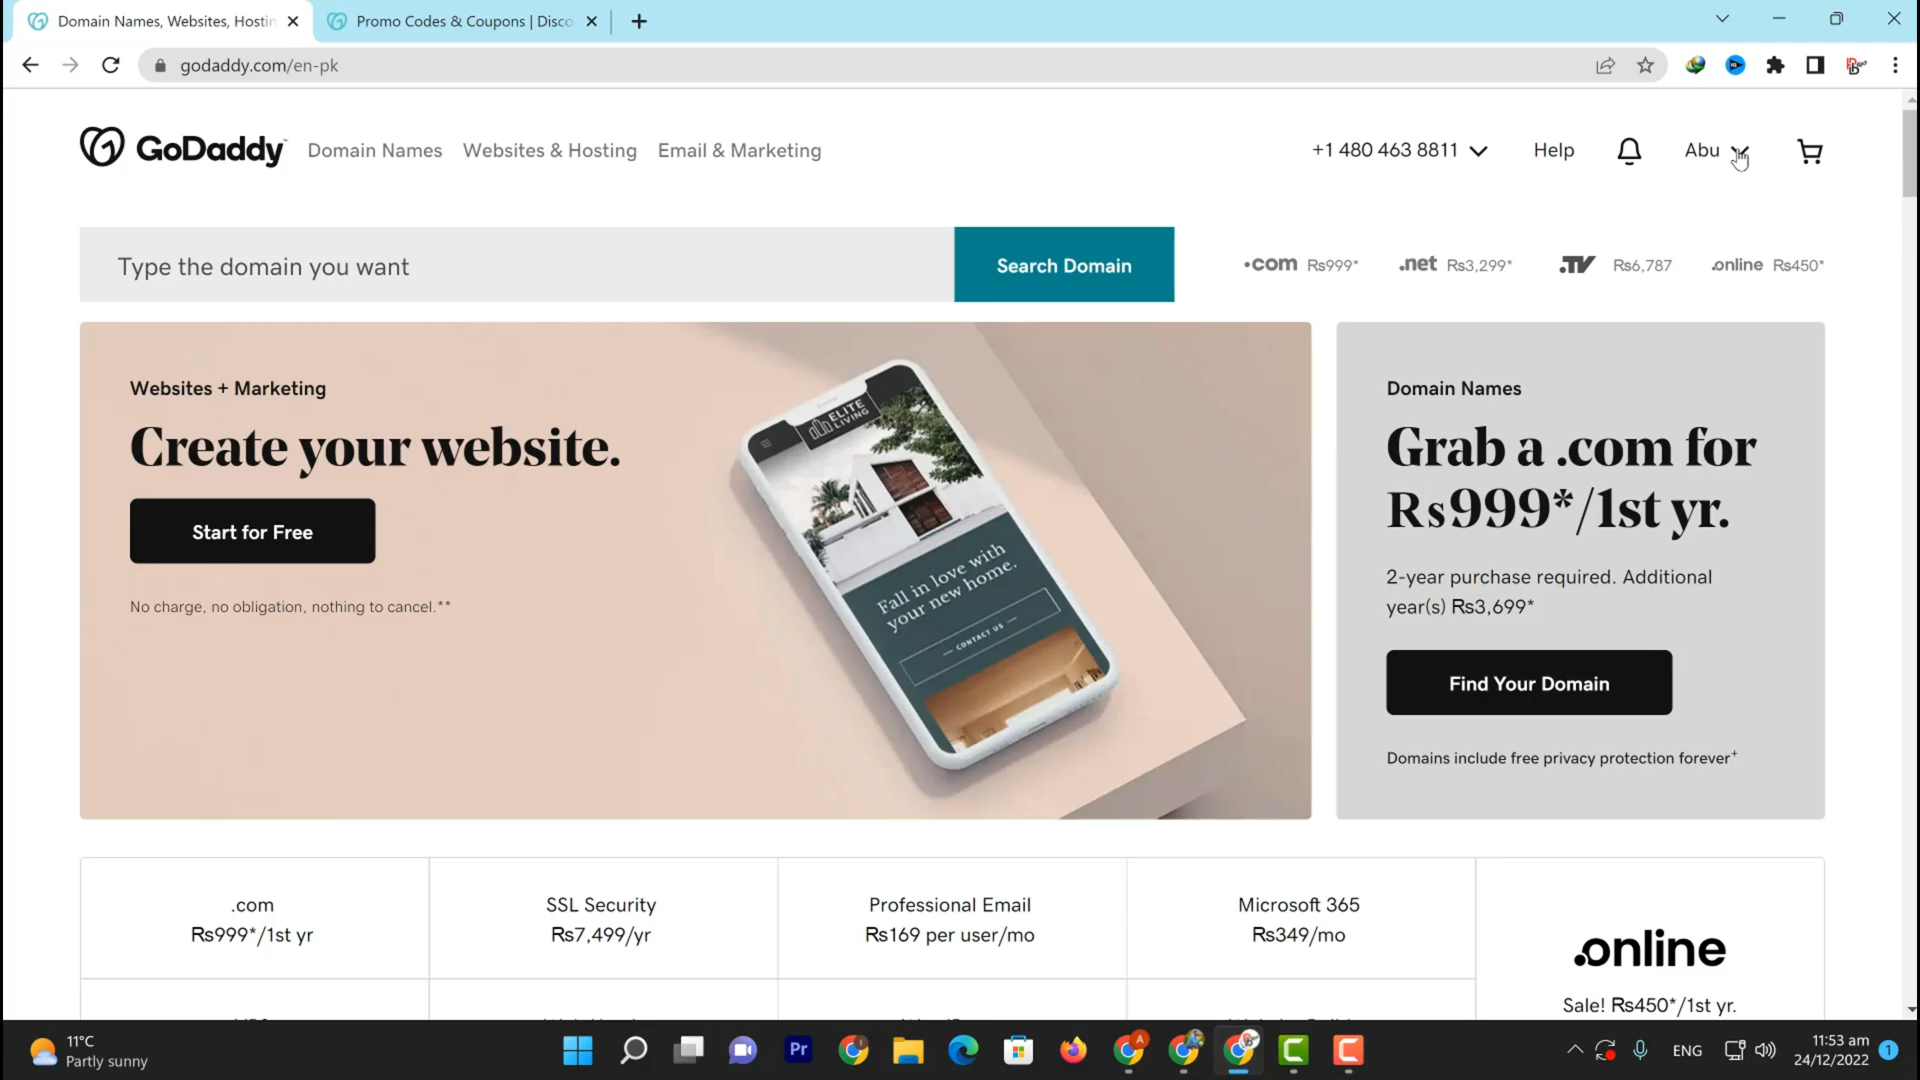 Domain Names, Websites, Hostin
Promo Codes & Coupons | Disco
godaddy.com/en-pk
GoDaddy
Domain Names
Websites & Hosting
Email & Marketing
+1 480 463 8811
Help
Abu
Type the domain you want
Search Domain
.com Rs999*
.net Rs3,299*
.TV Rs6,787
.online Rs450*
Websites + Marketing
Create your website.
Start for Free
No charge, no obligation, nothing to cancel.**
ELITE
LIVING
Fall in love with
your new home.
CONTACT US
Domain Names
Grab a .com for
Rs999*/1st yr.
2-year purchase required. Additional
year(s) Rs3,699*
Find Your Domain
Domains include free privacy protection forever+
.com
Rs999*/1st yr
SSL Security
Rs7,499/yr
Professional Email
Rs169 per user/mo
Microsoft 365
Rs349/mo
.online
Sale! Rs450*/1st yr.
11°C
Partly sunny
Pr
ENG
11:53 am
24/12/2022
1